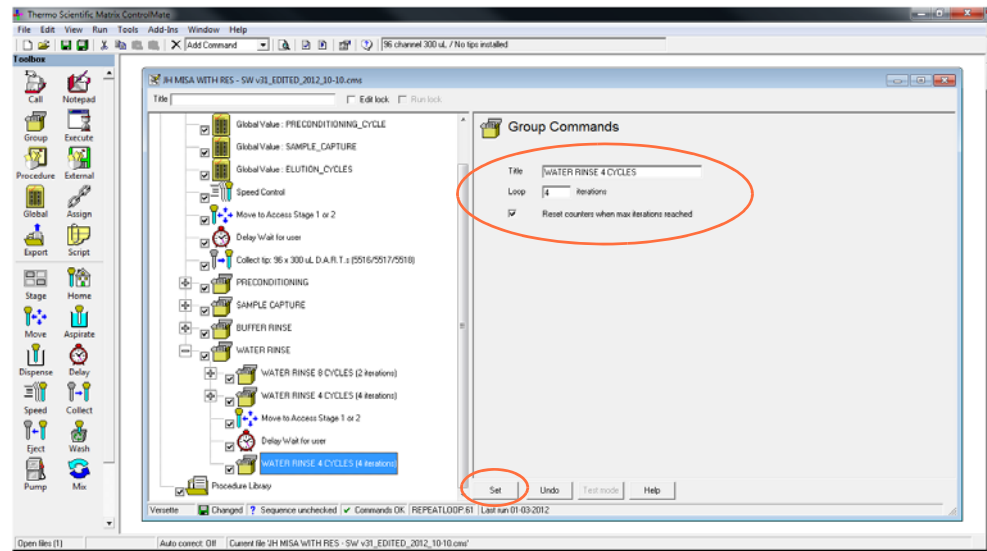 Thermo Scientific Matrix ControlMate
File Edit View Run Tools Add-Ins Window Help
Add Command
96 channel 300 uL / No tips installed
Toolbox
Call Notepad
Group Execute
Procedure External
Global Assign
Export Script
Stage Home
Move Aspirate
Dispense Delay
Speed Collect
Eject Wash
Pump Mix
JH MISA WITH RES - SW v31_EDITED_2012_10-10.cms
Title Edit lock Run lock
Global Value : PRECONDITIONING_CYCLE
Global Value : SAMPLE_CAPTURE
Global Value : ELUTION_CYCLES
Speed Control
Move to Access Stage 1 or 2
Delay Wait for user
Collect tip: 96 x 300 uL D.A.R.T.s (5516/5517/5518)
PRECONDITIONING
SAMPLE CAPTURE
BUFFER RINSE
WATER RINSE
WATER RINSE 8 CYCLES (2 iterations)
WATER RINSE 4 CYCLES (4 iterations)
Move to Access Stage 1 or 2
Delay Wait for user
WATER RINSE 4 CYCLES (4 iterations)
Procedure Library
Group Commands
Title WATER RINSE 4 CYCLES
Loop 4 iterations
Reset counters when max iterations reached
Set Undo Test mode Help
Versette Changed ? Sequence unchecked Commands OK REPEATLOOP:61 Last run 01-03-2012
Open files (1) Auto correct: Off Current file 'JH MISA WITH RES - SW v31_EDITED_2012_10-10.cms'